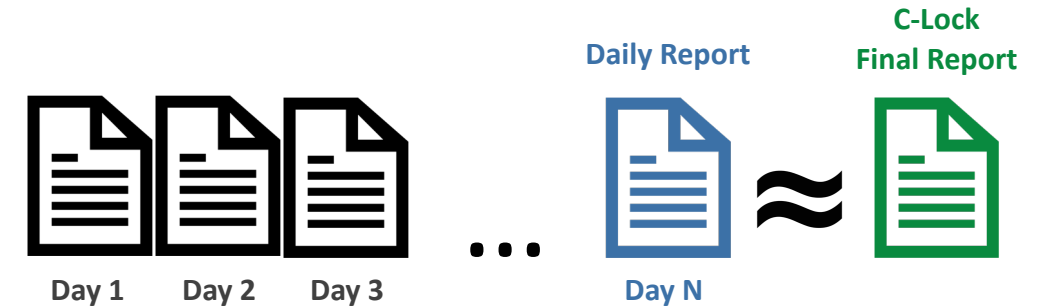 C-Lock
Final Report
Daily Report
...
≈
Day 1
Day 2
Day 3
Day N